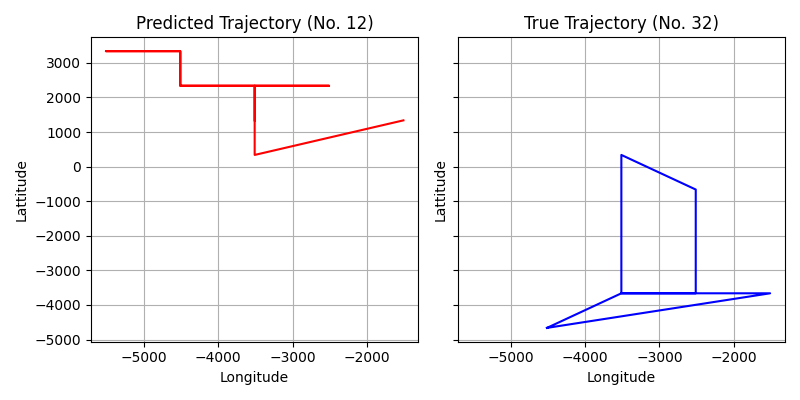 Predicted Trajectory (No. 12)
True Trajectory (No. 32)
Lattitude
3000
2000
1000
0
−1000
−2000
−3000
−4000
−5000
−5000 −4000 −3000 −2000
Longitude
Lattitude
−5000 −4000 −3000 −2000
Longitude